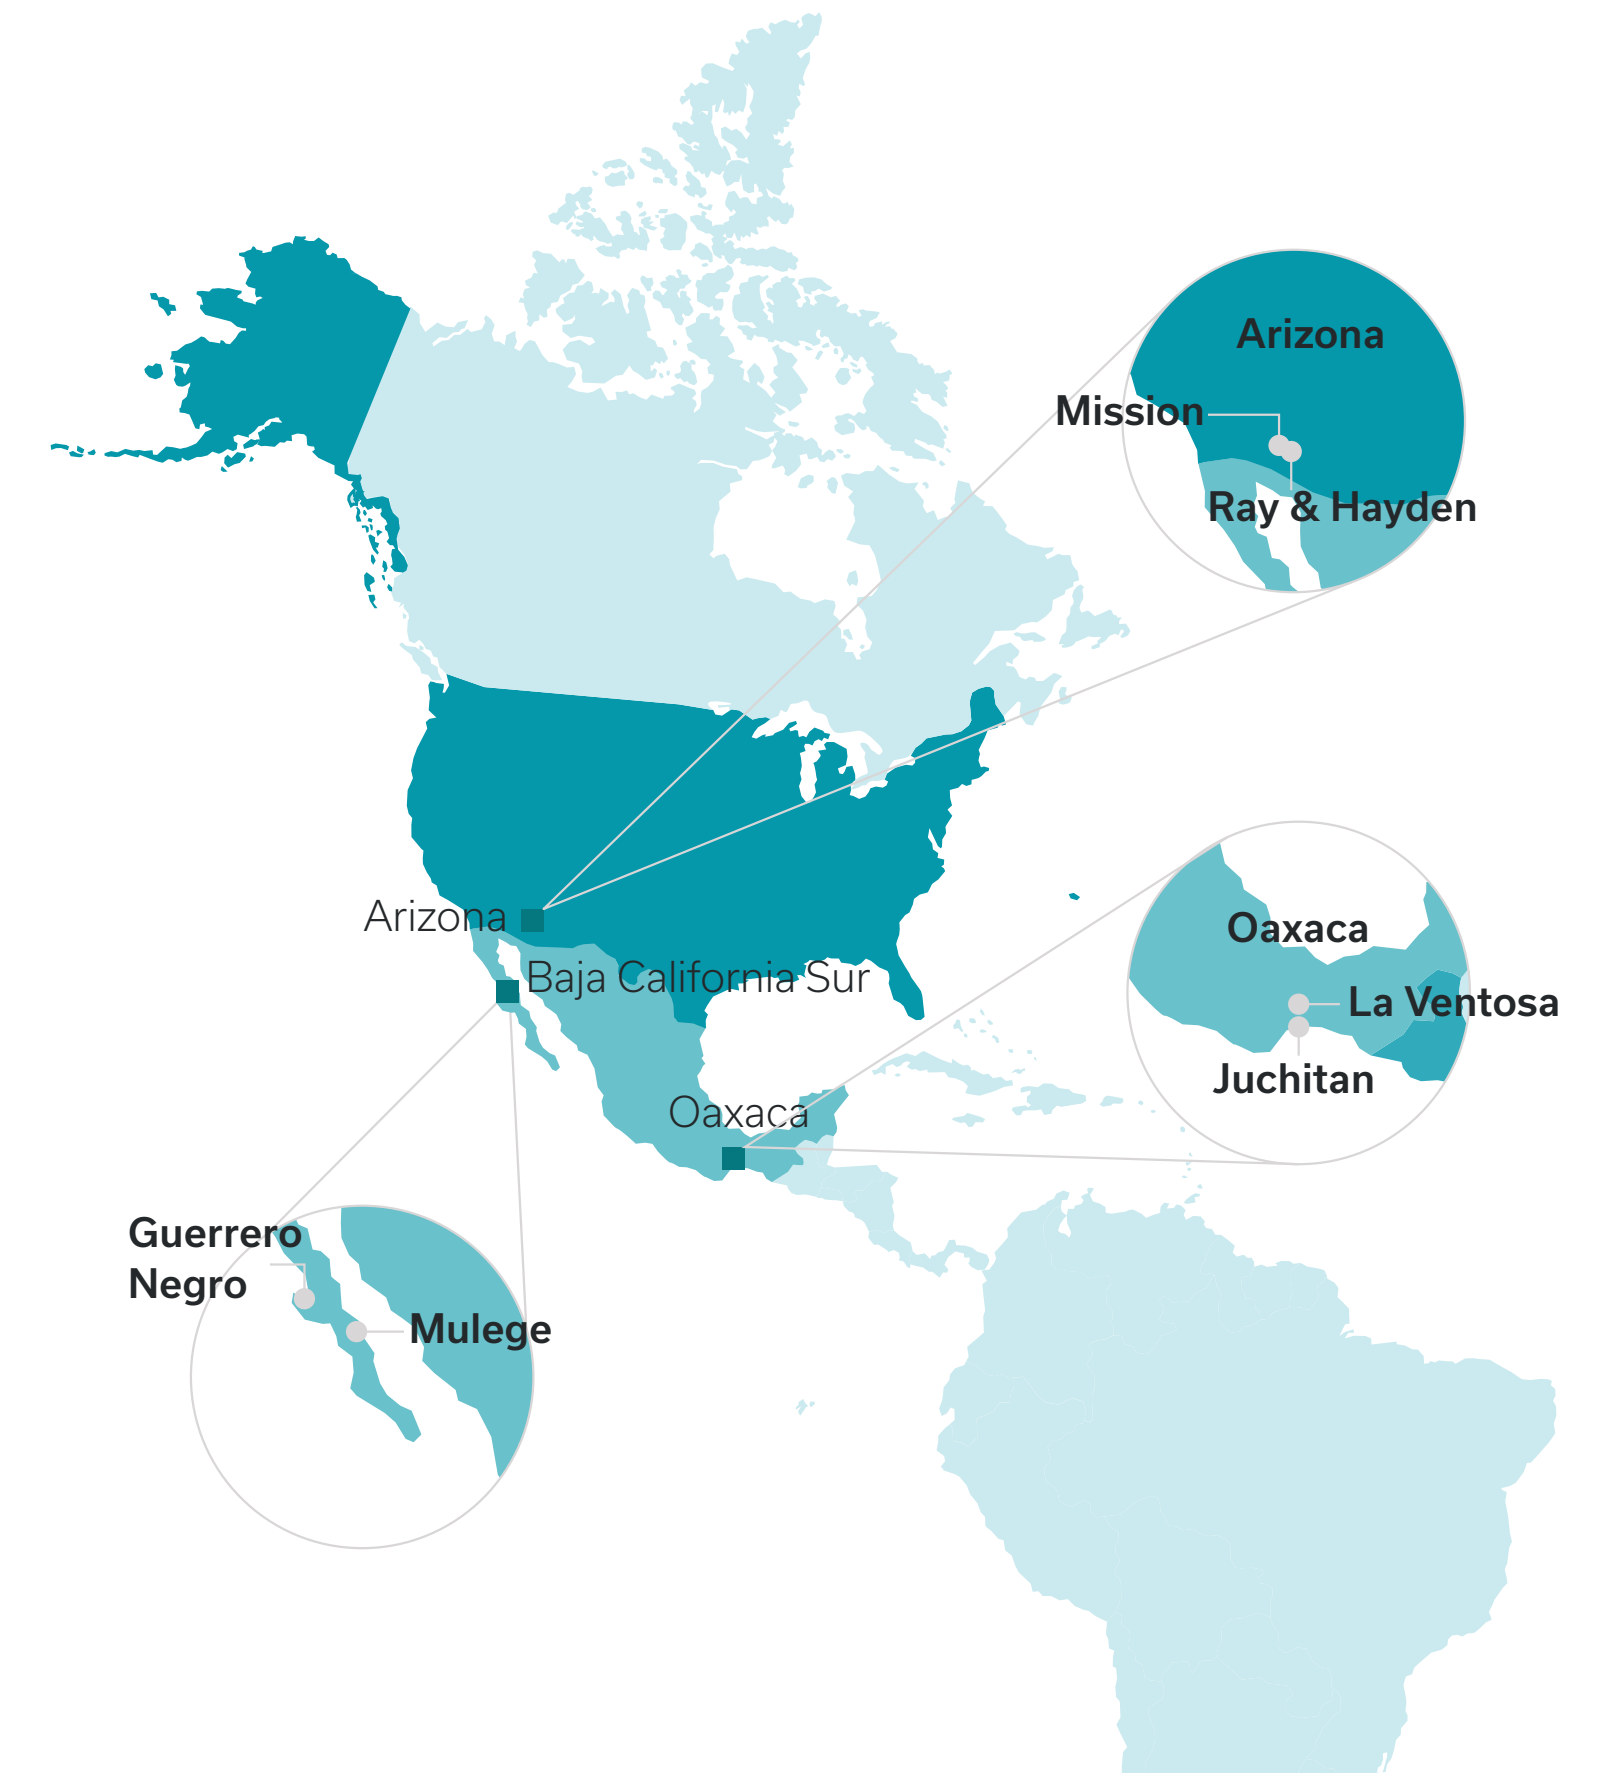 Arizona
Mission
Ray & Hayden
Arizona
Baja California Sur
Oaxaca
La Ventosa
Juchitan
Oaxaca
Guerrero
Negro
Mulege